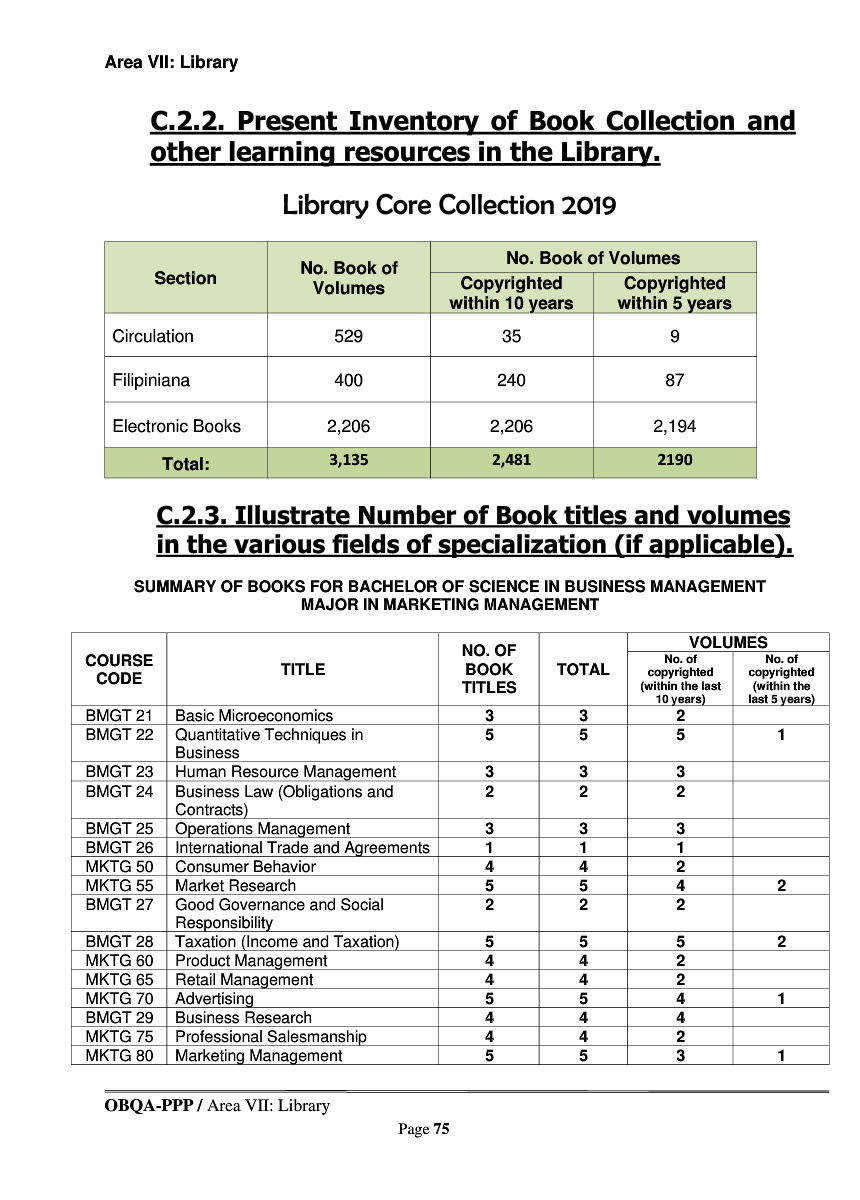 Area VII: Library
C.2.2. Present Inventory of Book Collection and
other learning resources in the Library.
Library Core Collection 2019
Section No. Book of Volumes No. Book of Volumes
Copyrighted within 10 years Copyrighted within 5 years
Circulation 529 35 9
Filipiniana 400 240 87
Electronic Books 2,206 2,206 2,194
Total: 3,135 2,481 2190
C.2.3. Illustrate Number of Book titles and volumes
in the various fields of specialization (if applicable).
SUMMARY OF BOOKS FOR BACHELOR OF SCIENCE IN BUSINESS MANAGEMENT
MAJOR IN MARKETING MANAGEMENT
COURSE CODE TITLE NO. OF BOOK TITLES TOTAL VOLUMES
No. of copyrighted (within the last 10 years) No. of copyrighted (within the last 5 years)
BMGT 21 Basic Microeconomics 3 3 2
BMGT 22 Quantitative Techniques in 5 5 5 1
Business
BMGT 23 Human Resource Management 3 3 3
BMGT 24 Business Law (Obligations and 2 2 2
Contracts)
BMGT 25 Operations Management 3 3 3
BMGT 26 International Trade and Agreements 1 1 1
MKTG 50 Consumer Behavior 4 4 2
MKTG 55 Market Research 5 5 4 2
BMGT 27 Good Governance and Social 2 2 2
Responsibility
BMGT 28 Taxation (Income and Taxation) 5 5 5 2
MKTG 60 Product Management 4 4 2
MKTG 65 Retail Management 4 4 2
MKTG 70 Advertising 5 5 4 1
BMGT 29 Business Research 4 4 4
MKTG 75 Professional Salesmanship 4 4 2
MKTG 80 Marketing Management 5 5 3 1
OBQA-PPP / Area VII: Library
Page 75